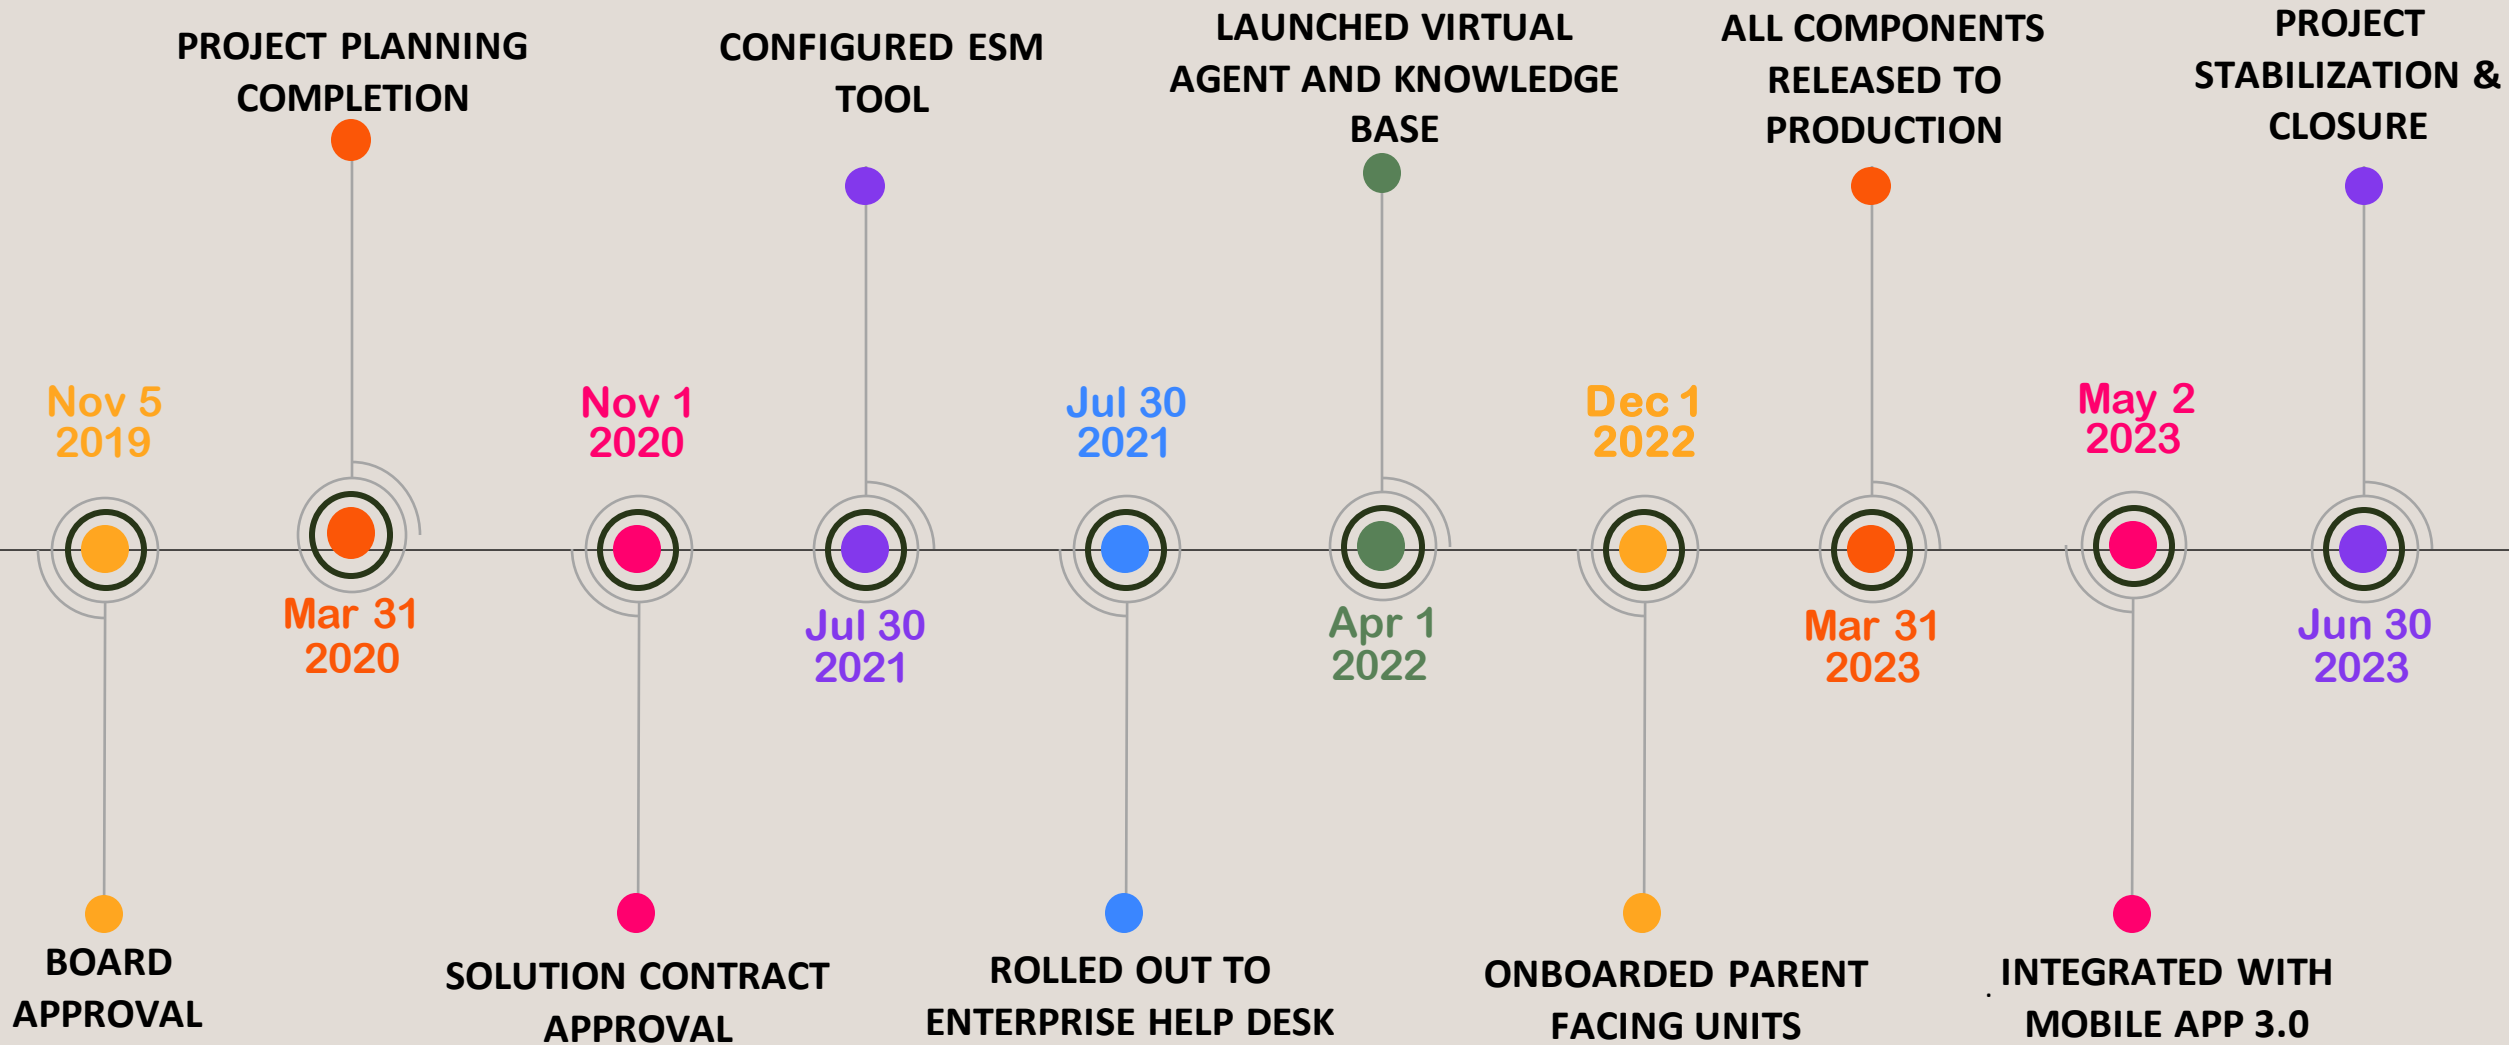 PROJECT PLANNING
COMPLETION
CONFIGURED ESM
TOOL
LAUNCHED VIRTUAL
AGENT AND KNOWLEDGE
BASE
ALL COMPONENTS
RELEASED TO
PRODUCTION
PROJECT
STABILIZATION &
CLOSURE
Nov 5
2019
Nov 1
2020
Jul 30
2021
Dec 1
2022
May 2
2023
Mar 31
2020
Jul 30
2021
Apr 1
2022
Mar 31
2023
Jun 30
2023
BOARD
APPROVAL
SOLUTION CONTRACT
APPROVAL
ROLLED OUT TO
ENTERPRISE HELP DESK
ONBOARDED PARENT
FACING UNITS
.
INTEGRATED WITH
MOBILE APP 3.0